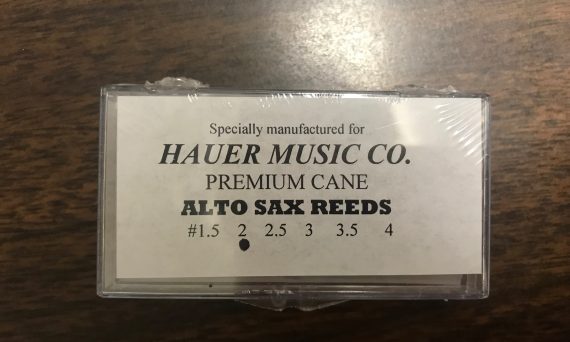 Specially manufactured for
HAUER MUSIC CO.
PREMIUM CANE
ALTO SAX REEDS
#1.5 2 2.5 3 3.5 4